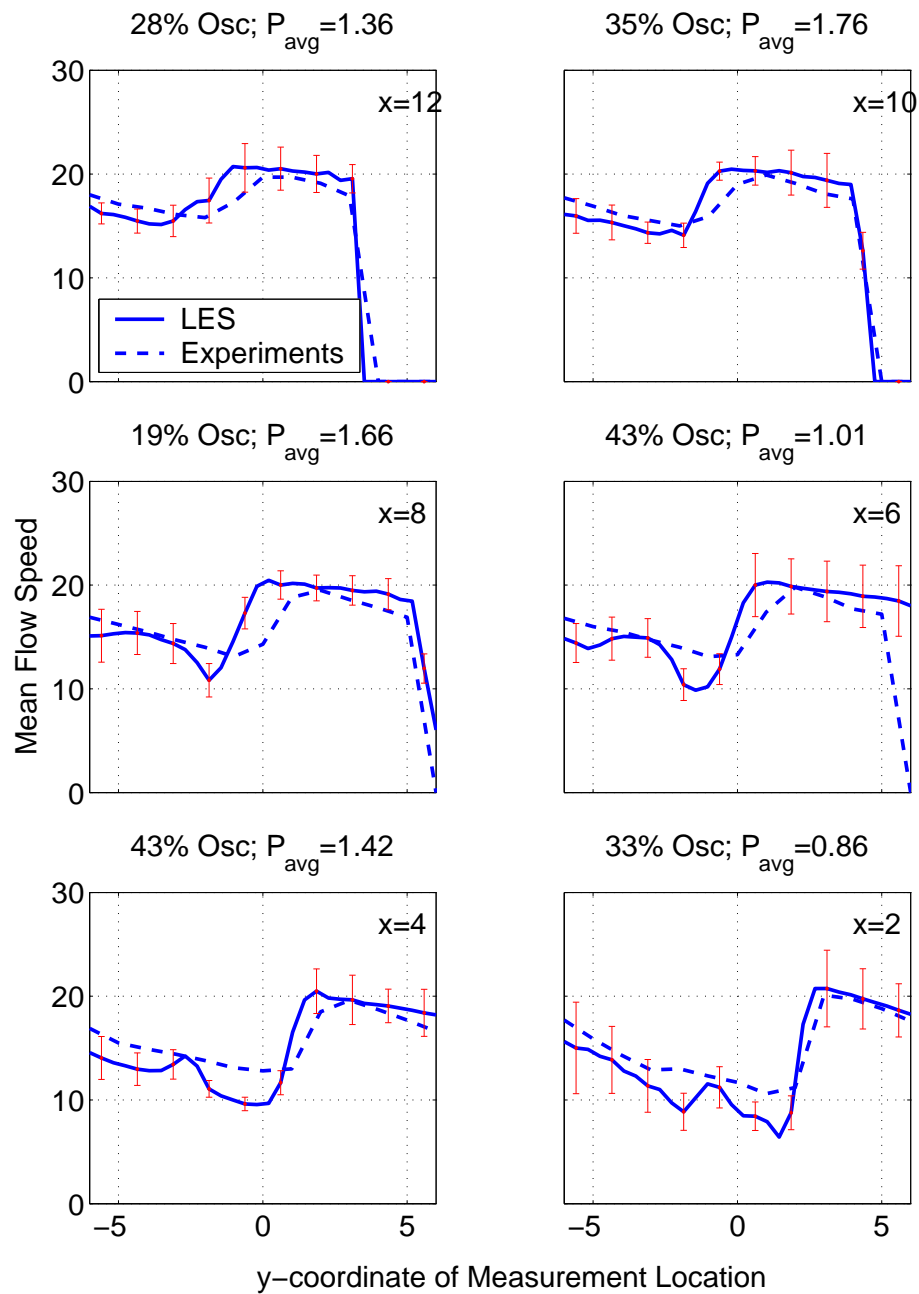 28% Osc; P_avg=1.36
35% Osc; P_avg=1.76
30
20
10
0
x=12
LES
Experiments
x=10
19% Osc; P_avg=1.66
43% Osc; P_avg=1.01
Mean Flow Speed
30
20
10
0
x=8
x=6
43% Osc; P_avg=1.42
33% Osc; P_avg=0.86
30
20
10
0
x=4
x=2
−5 0 5
−5 0 5
y−coordinate of Measurement Location